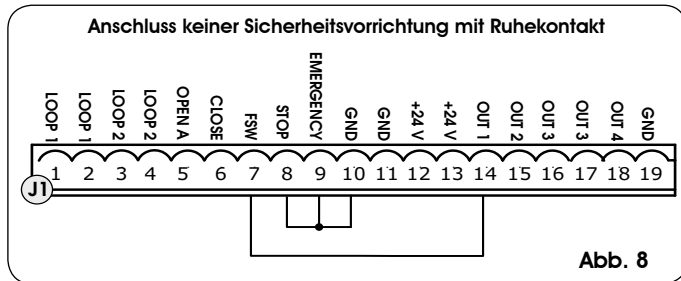 Anschluss keiner Sicherheitsvorrichtung mit Ruhekontakt
LOOP 1 LOOP 1 LOOP 2 LOOP 2 OPEN A CLOSE FSW STOP EMERGENCY GND GND +24 V +24 V OUT 1 OUT 2 OUT 3 OUT 3 OUT 4 GND
1 2 3 4 5 6 7 8 9 10 11 12 13 14 15 16 17 18 19
J1
Abb. 8